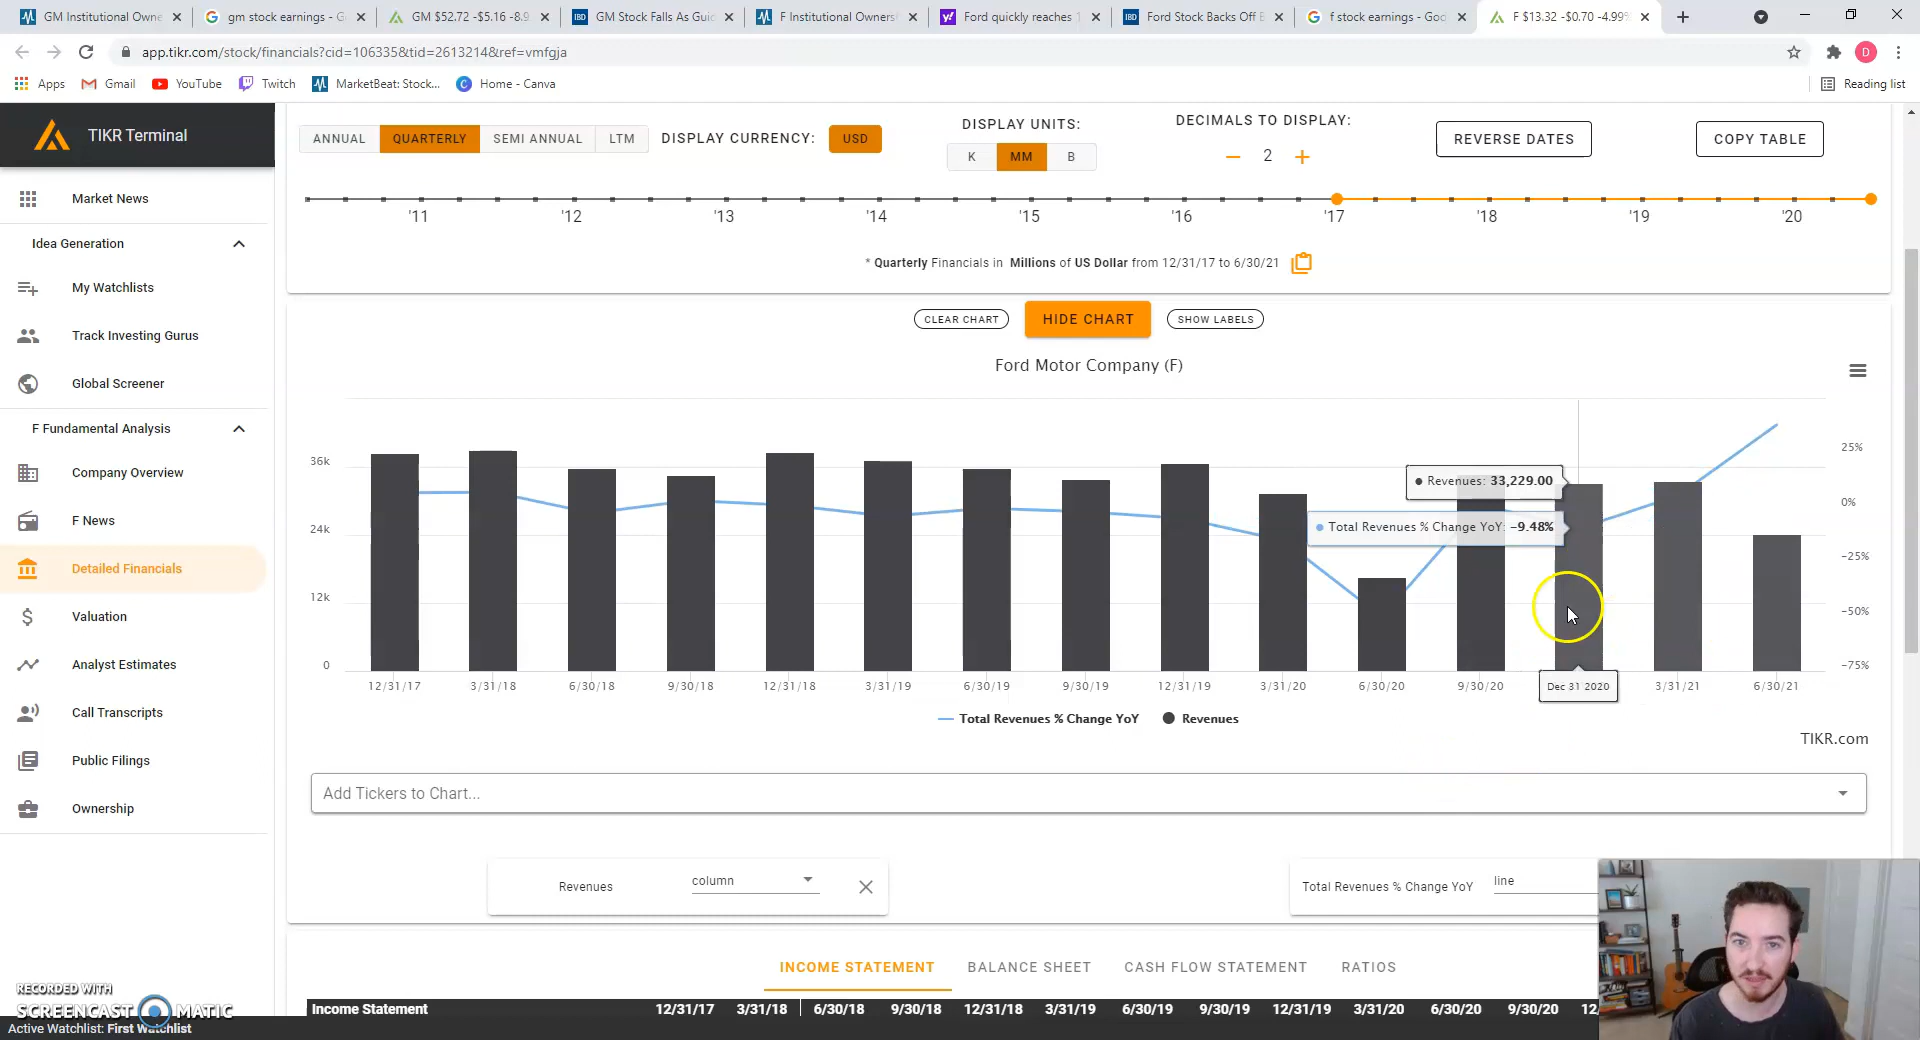 GM Institutional Owne
gm stock earnings - G
GM $52.72 -$5.16 -8.9
GM Stock Falls As Guid
F Institutional Owners
Ford quickly reaches 1
Ford Stock Backs Off B
f stock earnings - Goo
F $13.32 -$0.70 -4.99%
app.tikr.com/stock/financials?cid=106335&tid=2613214&ref=vmfgja
D
Apps
Gmail
YouTube
Twitch
MarketBeat: Stock...
Home - Canva
Reading list
TIKR Terminal
Market News
Idea Generation
My Watchlists
Track Investing Gurus
Global Screener
F Fundamental Analysis
Company Overview
F News
Detailed Financials
Valuation
Analyst Estimates
Call Transcripts
Public Filings
Ownership
ANNUAL QUARTERLY SEMI ANNUAL LTM
DISPLAY CURRENCY: USD
DISPLAY UNITS:
K MM B
DECIMALS TO DISPLAY:
− 2 +
REVERSE DATES
COPY TABLE
'11 '12 '13 '14 '15 '16 '17 '18 '19 '20
* Quarterly Financials in Millions of US Dollar from 12/31/17 to 6/30/21
CLEAR CHART
HIDE CHART
SHOW LABELS
Ford Motor Company (F)
36k
24k
12k
0
25%
0%
−25%
−50%
−75%
Revenues: 33,229.00
Total Revenues % Change YoY: −9.48%
12/31/17 3/31/18 6/30/18 9/30/18 12/31/18 3/31/19 6/30/19 9/30/19 12/31/19 3/31/20 6/30/20 9/30/20 Dec 31 2020 3/31/21 6/30/21
Total Revenues % Change YoY Revenues
TIKR.com
Add Tickers to Chart...
Revenues column
Total Revenues % Change YoY line
INCOME STATEMENT BALANCE SHEET CASH FLOW STATEMENT RATIOS
Income Statement 12/31/17 3/31/18 6/30/18 9/30/18 12/31/18 3/31/19 6/30/19 9/30/19 12/31/19 3/31/20 6/30/20 9/30/20 12/
RECORDED WITH
SCREENCAST MATIC
Active Watchlist: First Watchlist